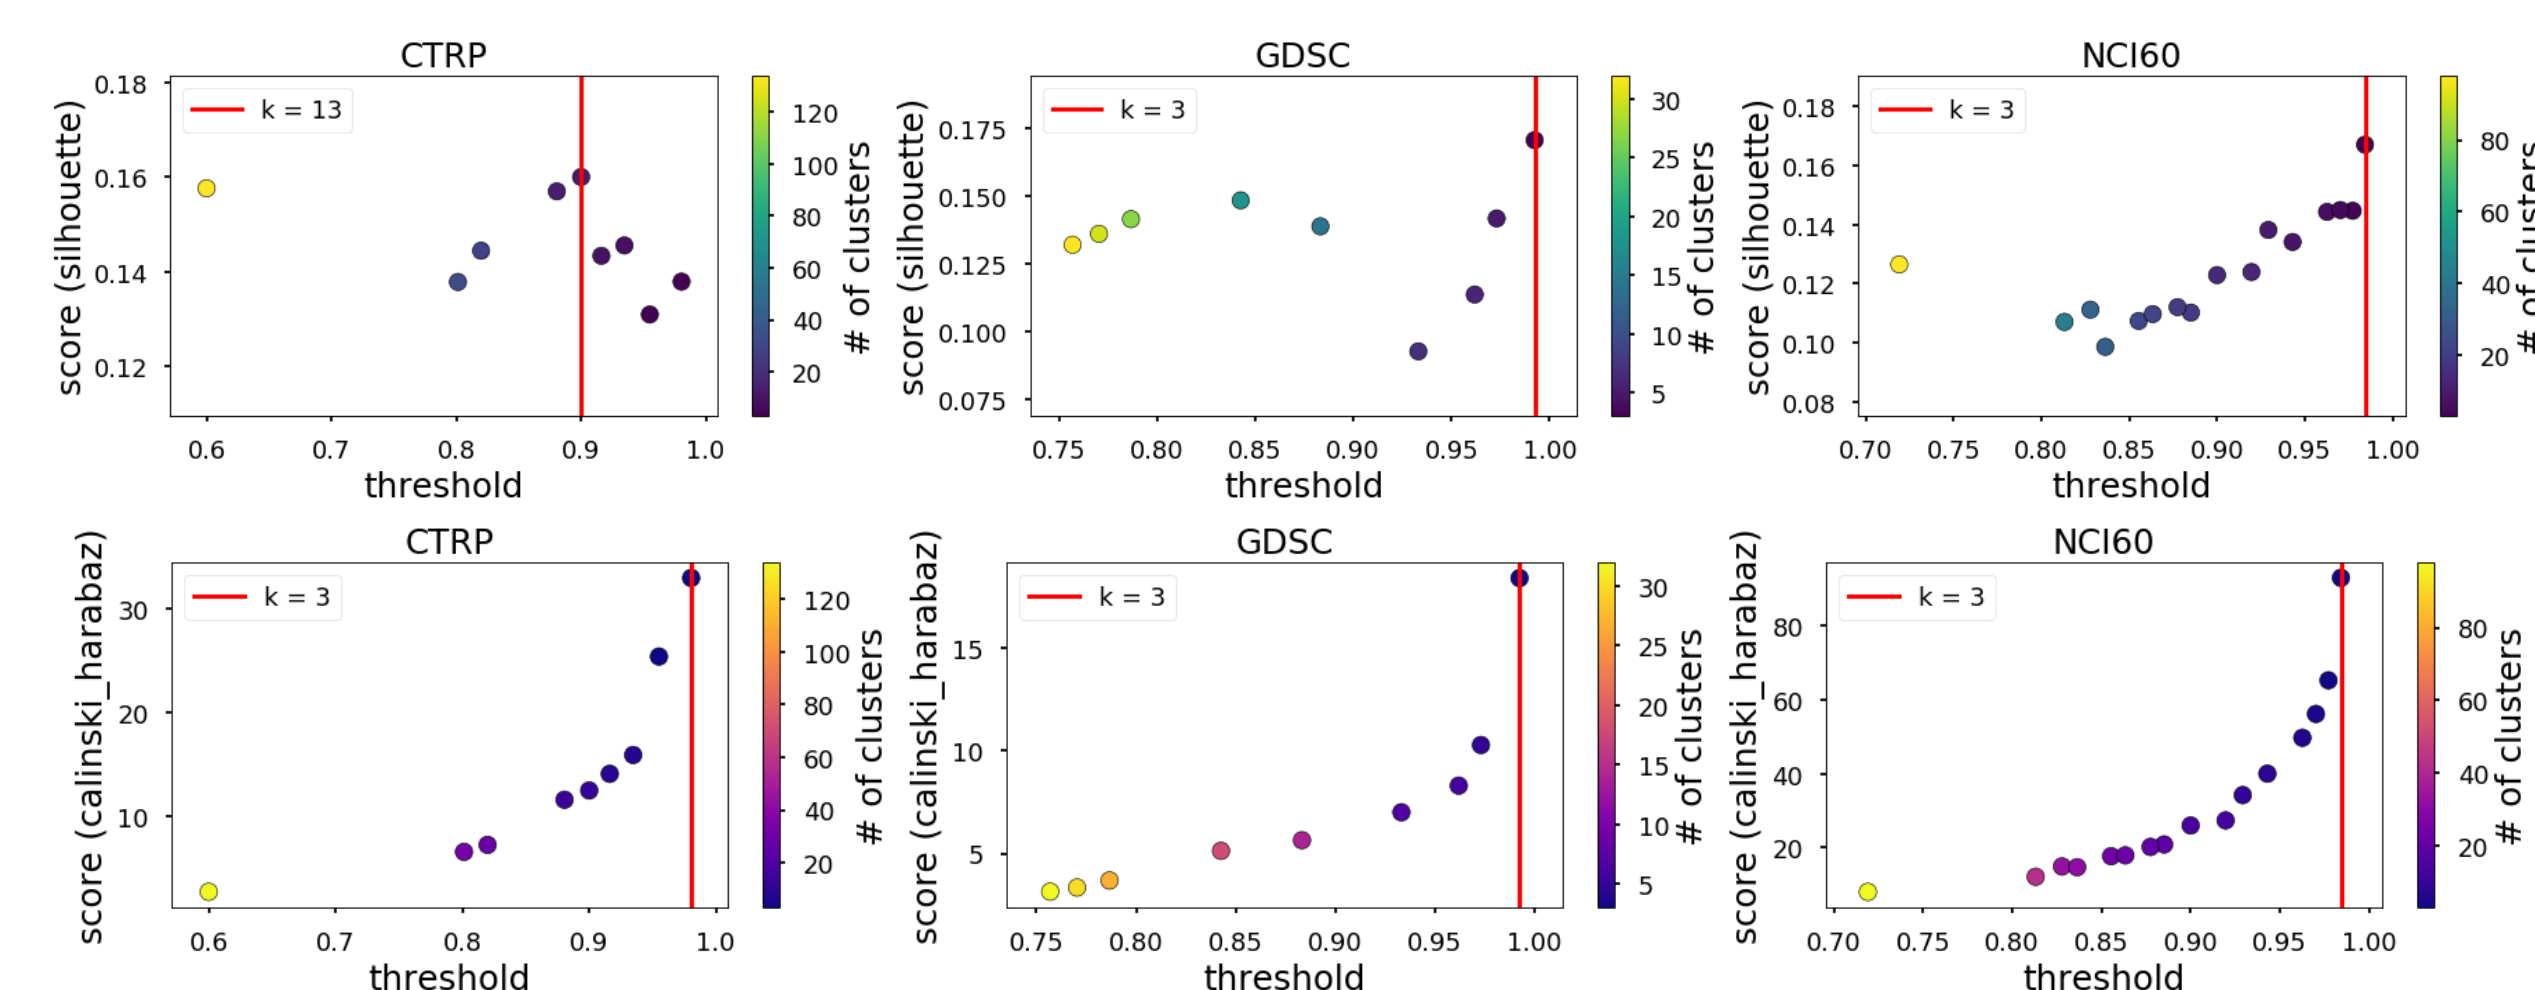 CTRP
k = 13
score (silhouette)
0.18
0.16
0.14
0.12
0.6 0.7 0.8 0.9 1.0
threshold
120
100
80
60
40
20
# of clusters
GDSC
k = 3
score (silhouette)
0.175
0.150
0.125
0.100
0.075
0.75 0.80 0.85 0.90 0.95 1.00
threshold
30
25
20
15
10
5
# of clusters
NCI60
k = 3
score (silhouette)
0.18
0.16
0.14
0.12
0.10
0.08
0.70 0.75 0.80 0.85 0.90 0.95 1.00
threshold
80
60
40
20
# of clusters
CTRP
k = 3
score (calinski_harabaz)
30
20
10
0.6 0.7 0.8 0.9 1.0
threshold
120
100
80
60
40
20
# of clusters
GDSC
k = 3
score (calinski_harabaz)
15
10
5
0.75 0.80 0.85 0.90 0.95 1.00
threshold
30
25
20
15
10
5
# of clusters
NCI60
k = 3
score (calinski_harabaz)
80
60
40
20
0.70 0.75 0.80 0.85 0.90 0.95 1.00
threshold
80
60
40
20
# of clusters